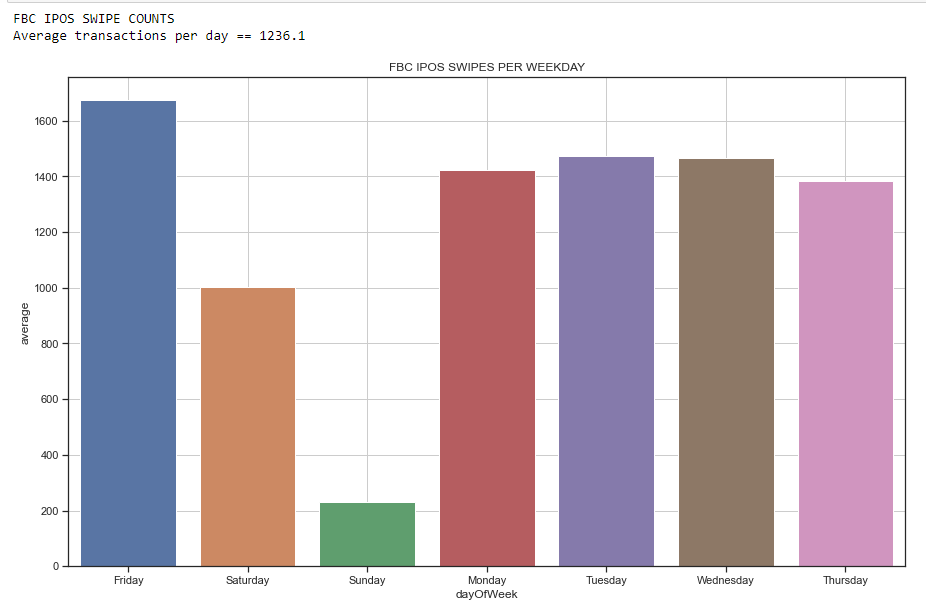 FBC IPOS SWIPE COUNTS
Average transactions per day == 1236.1
FBC IPOS SWIPES PER WEEKDAY
1600
1400
1200
1000
800
600
400
200
0
average
Friday Saturday Sunday Monday Tuesday Wednesday Thursday
dayOfWeek